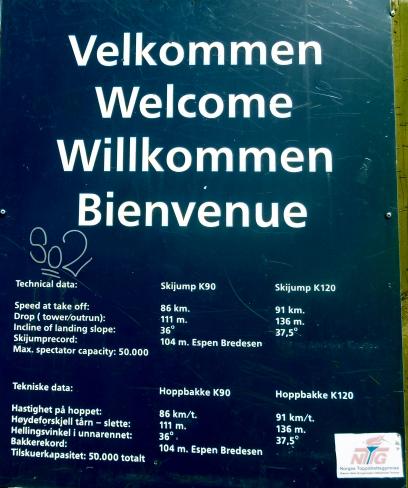 Velkommen
Welcome
Willkommen
Bienvenue
So2
Technical data: Skijump K90 Skijump K120
Speed at take off: 86 km. 91 km.
Drop ( tower/outrun): 111 m. 136 m.
Incline of landing slope: 36° 37,5°
Skijumprecord: 104 m. Espen Bredesen
Max. spectator capacity: 50.000
Tekniske data: Hoppbakke K90 Hoppbakke K120
Hastighet på hoppet: 86 km/t. 91 km/t.
Høydeforskjell tårn – slette: 111 m. 136 m.
Hellingsvinkel i unnarennet: 36° 37,5°
Bakkerekord: 104 m. Espen Bredesen
Tilskuerkapasitet: 50.000 totalt
NTG
Norges Toppidrettsgymnas